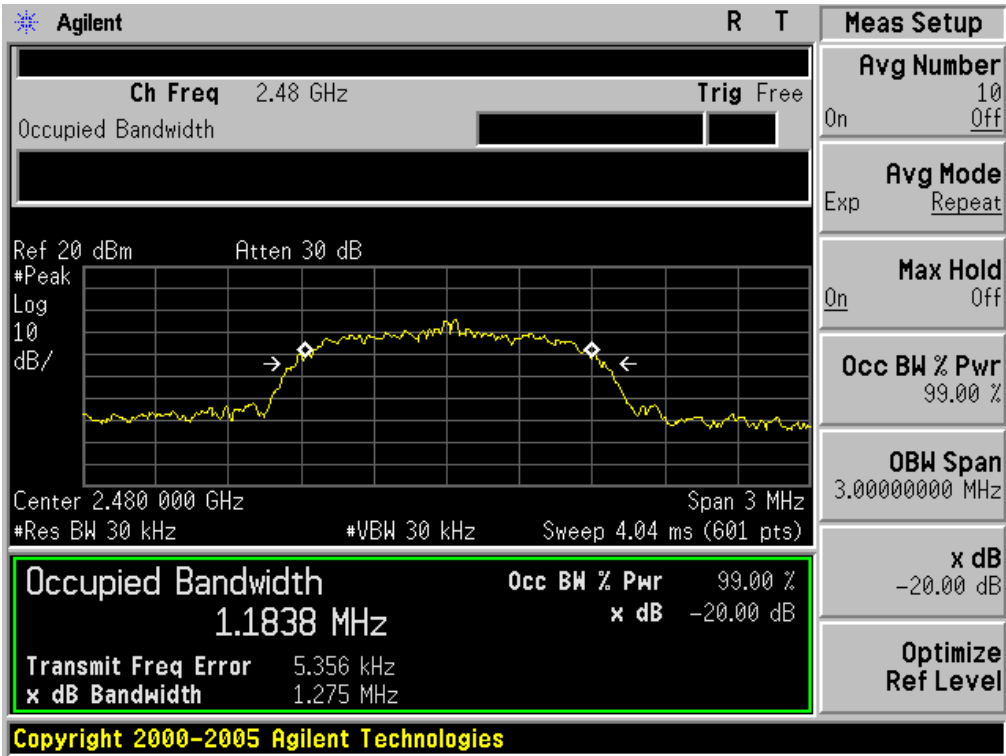 Agilent R T
Ch Freq 2.48 GHz Trig Free
Occupied Bandwidth
Ref 20 dBm Atten 30 dB
#Peak
Log
10
dB/
Center 2.480 000 GHz Span 3 MHz
#Res BW 30 kHz #VBW 30 kHz Sweep 4.04 ms (601 pts)
Occupied Bandwidth Occ BW % Pwr 99.00 %
1.1838 MHz x dB -20.00 dB
Transmit Freq Error 5.356 kHz
x dB Bandwidth 1.275 MHz
Copyright 2000-2005 Agilent Technologies
Meas Setup
Avg Number
10
On Off
Avg Mode
Exp Repeat
Max Hold
On Off
Occ BW % Pwr
99.00 %
OBW Span
3.00000000 MHz
x dB
-20.00 dB
Optimize
Ref Level